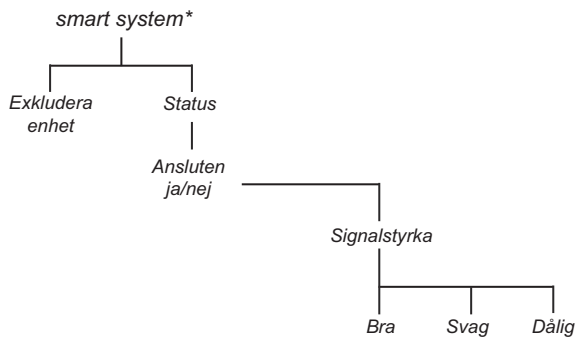 smart system*
Exkludera
enhet
Status
Ansluten
ja/nej
Signalstyrka
Bra
Svag
Dålig